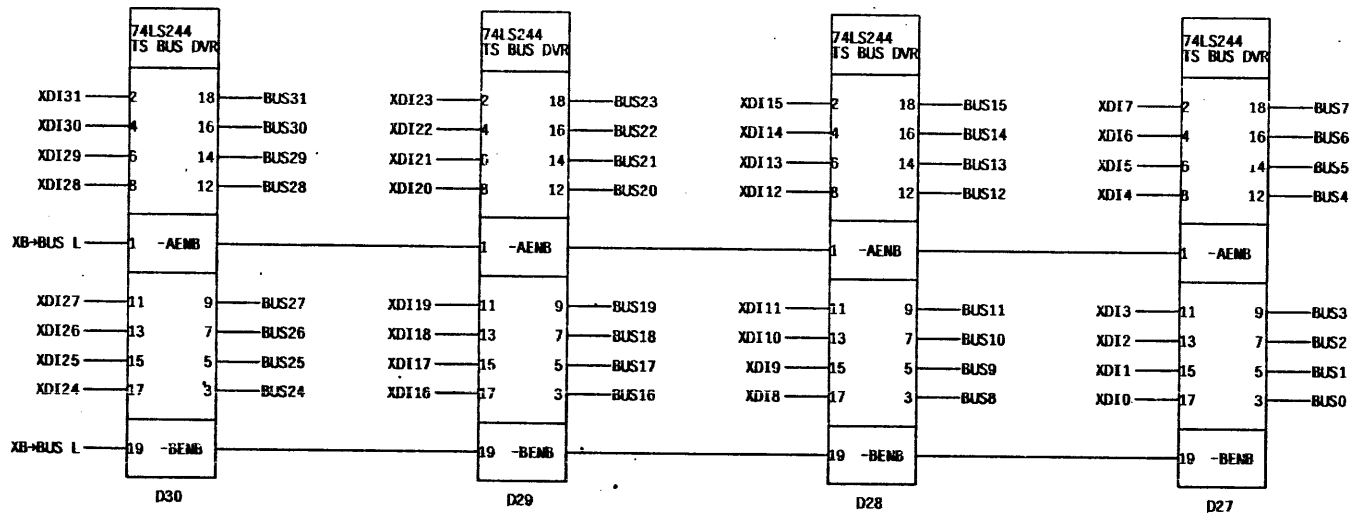 74LS244
TS BUS DVR
XDI31 2 18 BUS31
XDI30 4 16 BUS30
XDI29 6 14 BUS29
XDI28 8 12 BUS28
XB→BUS L 1 -AENB
XDI27 11 9 BUS27
XDI26 13 7 BUS26
XDI25 15 5 BUS25
XDI24 17 3 BUS24
XB→BUS L 19 -BENB
D30
74LS244
TS BUS DVR
XDI23 2 18 BUS23
XDI22 4 16 BUS22
XDI21 6 14 BUS21
XDI20 8 12 BUS20
1 -AENB
XDI19 11 9 BUS19
XDI18 13 7 BUS18
XDI17 15 5 BUS17
XDI16 17 3 BUS16
19 -BENB
D29
74LS244
TS BUS DVR
XDI15 2 18 BUS15
XDI14 4 16 BUS14
XDI13 6 14 BUS13
XDI12 8 12 BUS12
1 -AENB
XDI11 11 9 BUS11
XDI10 13 7 BUS10
XDI9 15 5 BUS9
XDI8 17 3 BUS8
19 -BENB
D28
74LS244
TS BUS DVR
XDI7 2 18 BUS7
XDI6 4 16 BUS6
XDI5 6 14 BUS5
XDI4 8 12 BUS4
1 -AENB
XDI3 11 9 BUS3
XDI2 13 7 BUS2
XDI1 15 5 BUS1
XDI0 17 3 BUS0
19 -BENB
D27